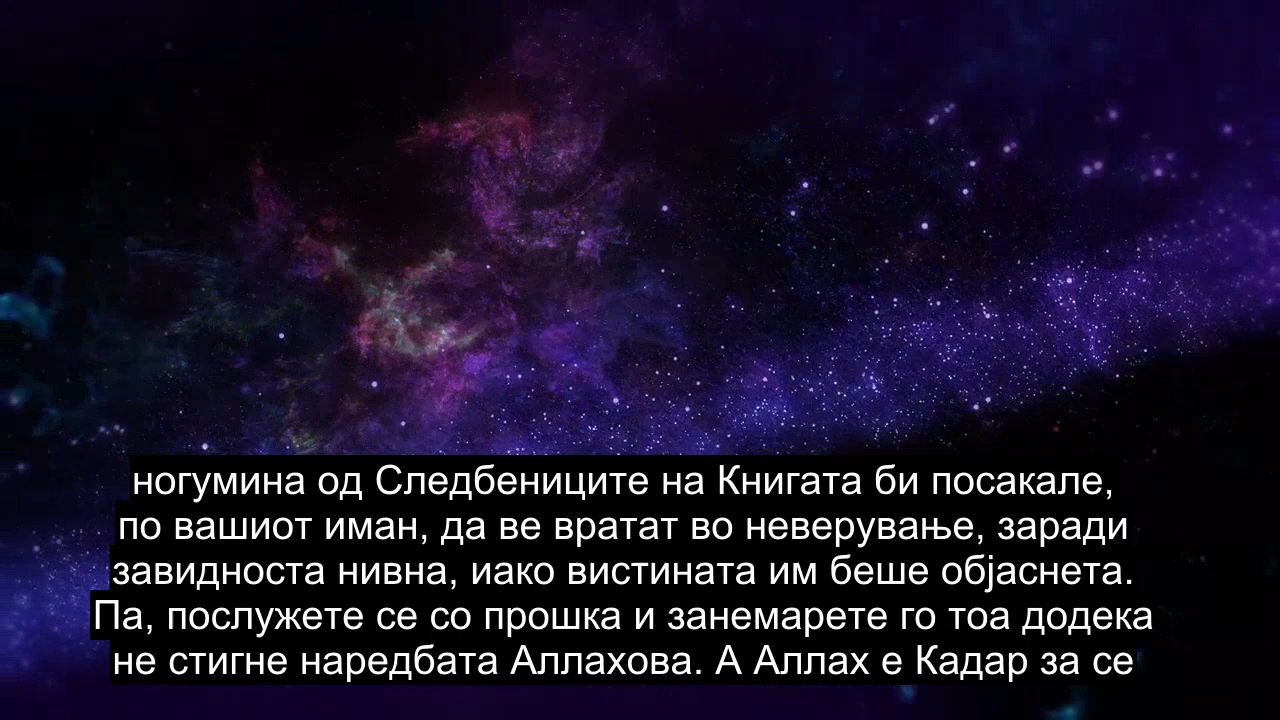 ногумина од Следбениците на Книгата би посакале,
по вашиот иман, да ве вратат во неверување, заради
завидноста нивна, иако вистината им беше објаснета.
Па, послужете се со прошка и занемарете го тоа додека
не стигне наредбата Аллахова. А Аллах е Кадар за се